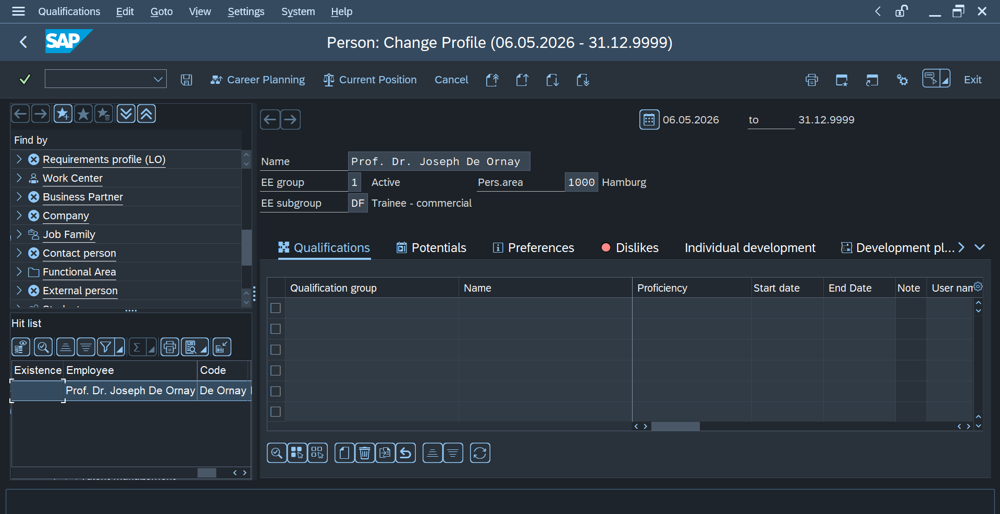 Qualifications Edit Goto View Settings System Help
SAP
Person: Change Profile (06.05.2026 - 31.12.9999)
Career Planning Current Position Cancel Exit
Find by
Requirements profile (LO)
Work Center
Business Partner
Company
Job Family
Contact person
Functional Area
External person
Hit list
Existence Employee Code
Prof. Dr. Joseph De Ornay De Ornay
06.05.2026 to 31.12.9999
Name Prof. Dr. Joseph De Ornay
EE group 1 Active Pers.area 1000 Hamburg
EE subgroup DF Trainee - commercial
Qualifications Potentials Preferences Dislikes Individual development Development pl...
Qualification group Name Proficiency Start date End Date Note User nam